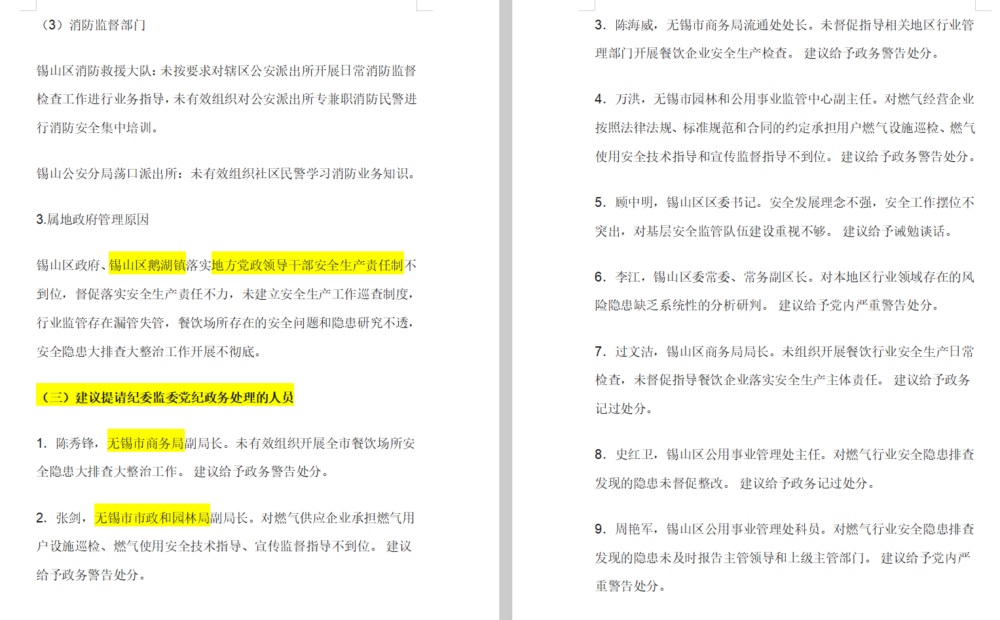 （3）消防监督部门
锡山区消防救援大队：未按要求对辖区公安派出所开展日常消防监督
检查工作进行业务指导，未有效组织对公安派出所专兼职消防民警进
行消防安全集中培训。
锡山公安分局荡口派出所：未有效组织社区民警学习消防业务知识。
3.属地政府管理原因
锡山区政府、锡山区鹅湖镇落实地方党政领导干部安全生产责任制不
到位，督促落实安全生产责任不力，未建立安全生产工作巡查制度，
行业监管存在漏管失管，餐饮场所存在的安全问题和隐患研究不透，
安全隐患大排查大整治工作开展不彻底。
（三）建议提请纪委监委党纪政务处理的人员
1．陈秀锋，无锡市商务局副局长。未有效组织开展全市餐饮场所安
全隐患大排查大整治工作。 建议给予政务警告处分。
2．张剑，无锡市市政和园林局副局长。对燃气供应企业承担燃气用
户设施巡检、燃气使用安全技术指导、宣传监督指导不到位。 建议
给予政务警告处分。
3．陈海威，无锡市商务局流通处处长。未督促指导相关地区行业管
理部门开展餐饮企业安全生产检查。 建议给予政务警告处分。
4．万洪，无锡市园林和公用事业监管中心副主任。对燃气经营企业
按照法律法规、标准规范和合同的约定承担用户燃气设施巡检、燃气
使用安全技术指导和宣传监督指导不到位。 建议给予政务警告处分。
5．顾中明，锡山区区委书记。安全发展理念不强，安全工作摆位不
突出，对基层安全监管队伍建设重视不够。 建议给予诫勉谈话。
6．李江，锡山区委常委、常务副区长。对本地区行业领域存在的风
险隐患缺乏系统性的分析研判。 建议给予党内严重警告处分。
7．过文洁，锡山区商务局局长。未组织开展餐饮行业安全生产日常
检查，未督促指导餐饮企业落实安全生产主体责任。 建议给予政务
记过处分。
8．史红卫，锡山区公用事业管理处主任。对燃气行业安全隐患排查
发现的隐患未督促整改。 建议给予政务记过处分。
9．周艳军，锡山区公用事业管理处科员。对燃气行业安全隐患排查
发现的隐患未及时报告主管领导和上级主管部门。 建议给予党内严
重警告处分。